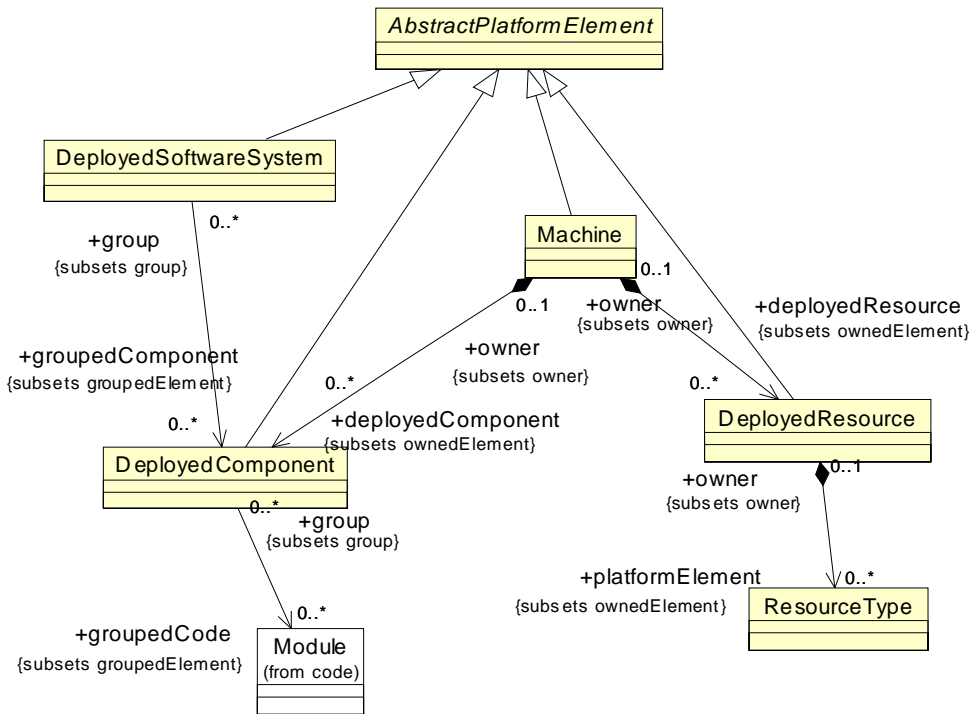 AbstractPlatformElement
DeployedSoftwareSystem
0..*
+group
{subsets group}
Machine
0..1
0..1
+owner
{subsets owner}
+deployedResource
{subsets ownedElement}
+groupedComponent
{subsets groupedElement}
+owner
{subsets owner}
0..*
0..*
0..*
+deployedComponent
{subsets ownedElement}
DeployedResource
DeployedComponent
0..1
+owner
{subsets owner}
0..*
+group
{subsets group}
+platformElement
{subsets ownedElement}
0..*
ResourceType
0..*
+groupedCode
{subsets groupedElement}
Module
(from code)